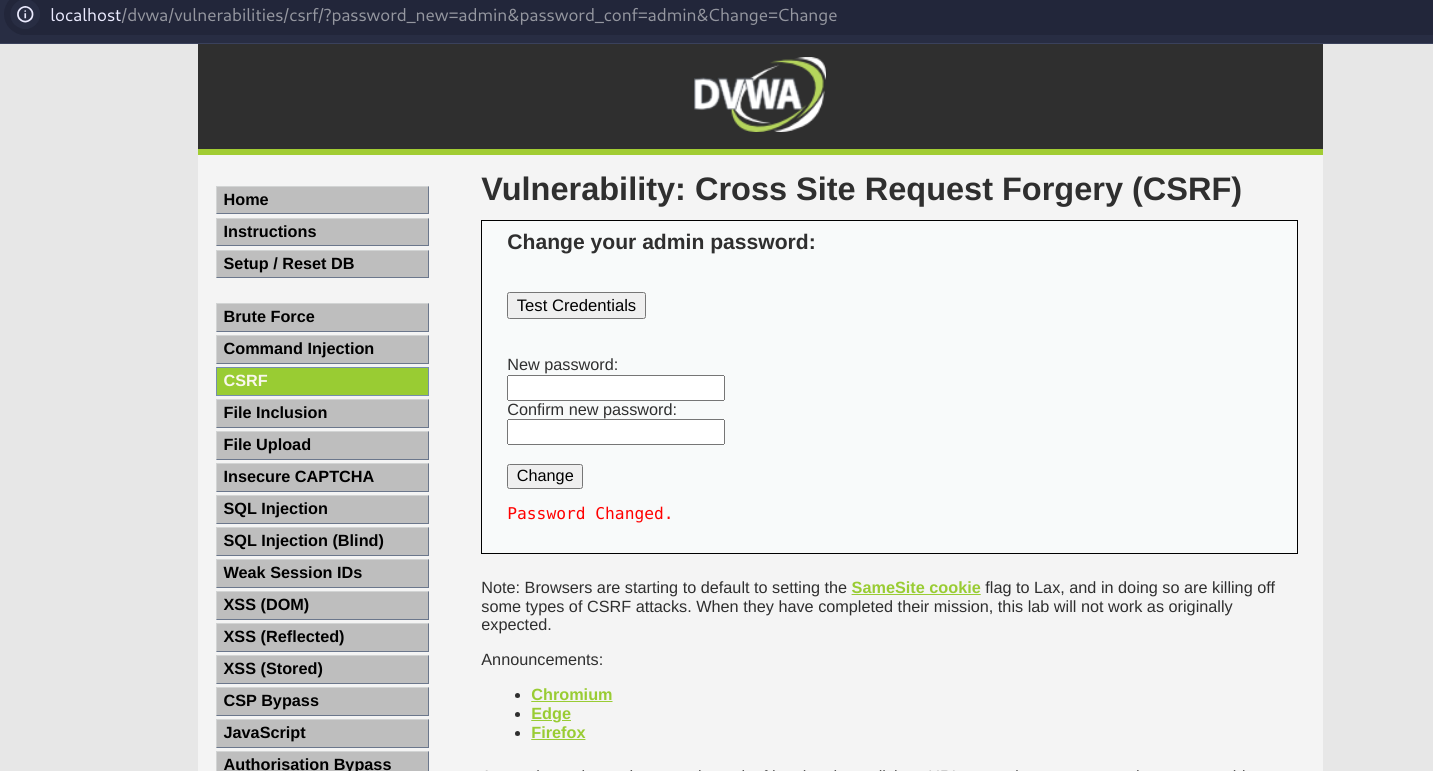 localhost/dvwa/vulnerabilities/csrf/?password_new=admin&password_conf=admin&Change=Change
DVWA
Home
Instructions
Setup / Reset DB
Brute Force
Command Injection
CSRF
File Inclusion
File Upload
Insecure CAPTCHA
SQL Injection
SQL Injection (Blind)
Weak Session IDs
XSS (DOM)
XSS (Reflected)
XSS (Stored)
CSP Bypass
JavaScript
Authorisation Bypass
Vulnerability: Cross Site Request Forgery (CSRF)
Change your admin password:
Test Credentials
New password:
Confirm new password:
Change
Password Changed.
Note: Browsers are starting to default to setting the SameSite cookie flag to Lax, and in doing so are killing off
some types of CSRF attacks. When they have completed their mission, this lab will not work as originally
expected.
Announcements:
Chromium
Edge
Firefox